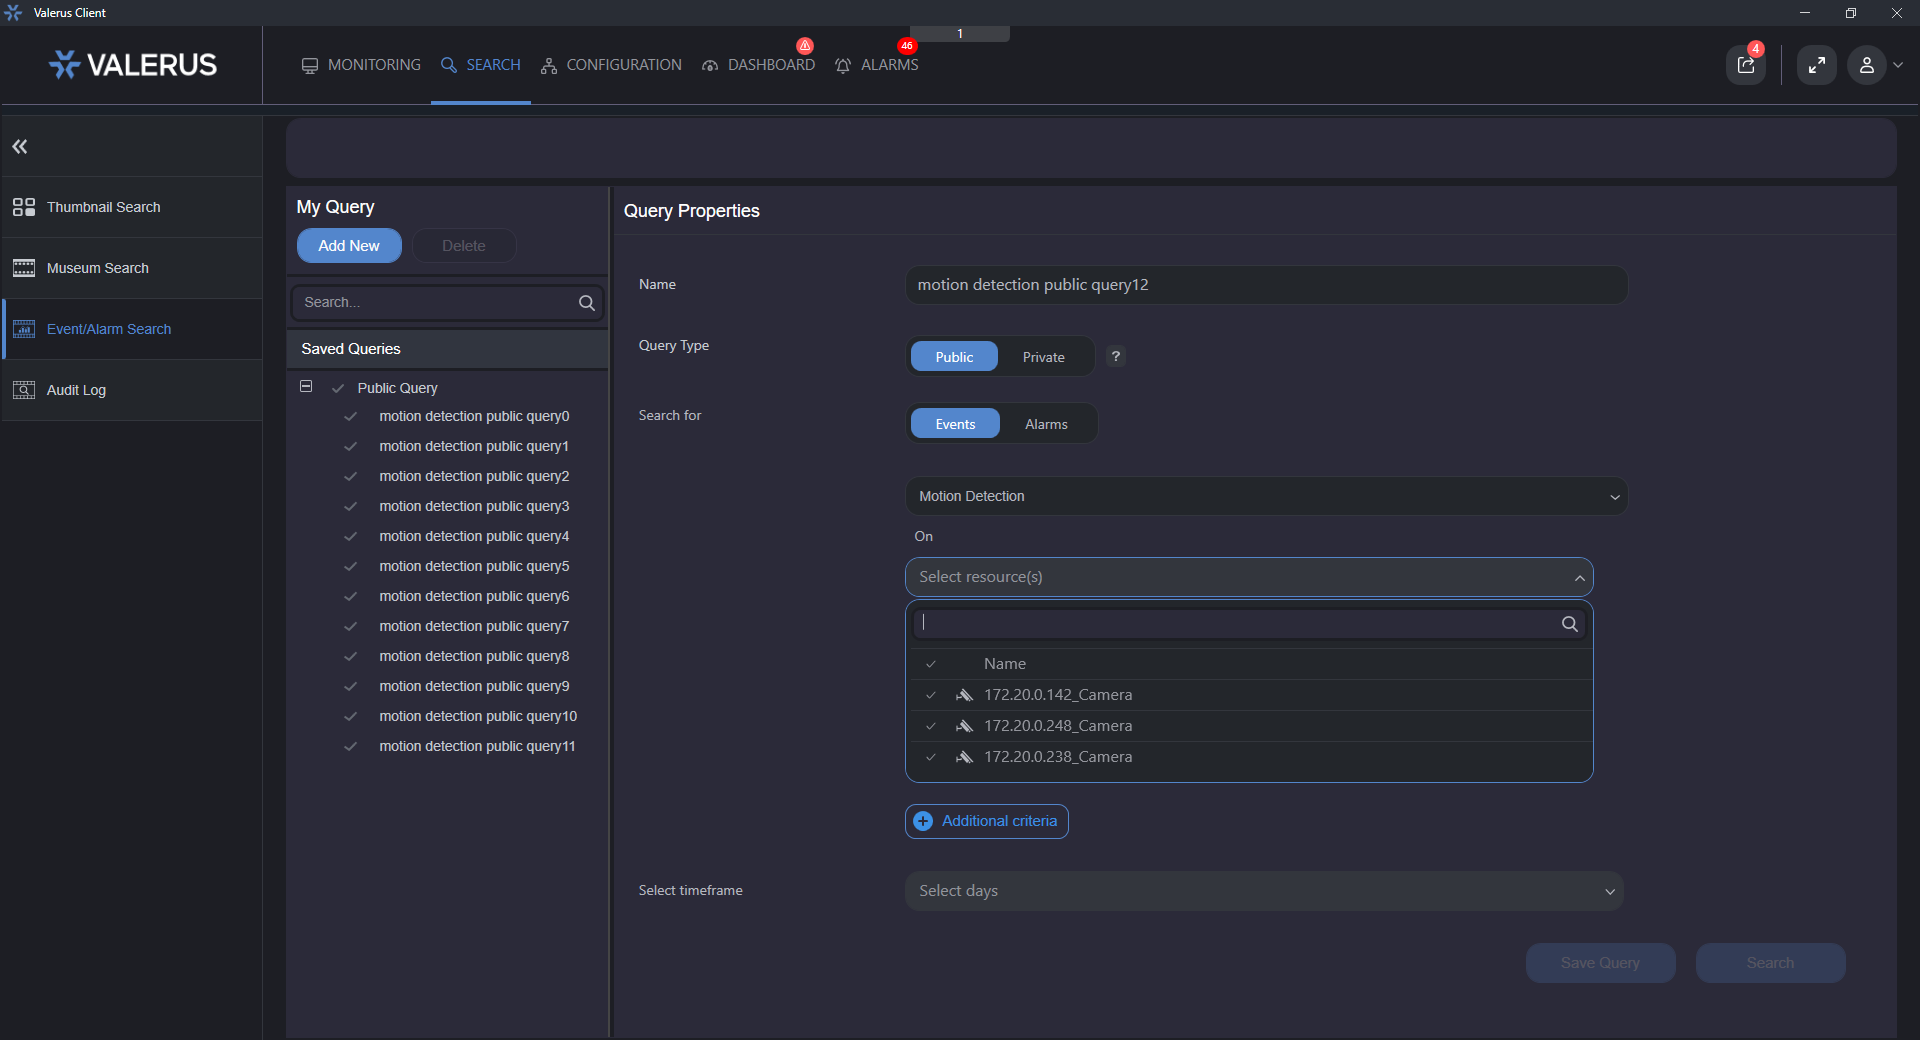 Valerus Client
VALERUS
MONITORING
SEARCH
CONFIGURATION
DASHBOARD
46
ALARMS
1
4
Thumbnail Search
Museum Search
Event/Alarm Search
Audit Log
My Query
Add New
Delete
Search...
Saved Queries
Public Query
motion detection public query0
motion detection public query1
motion detection public query2
motion detection public query3
motion detection public query4
motion detection public query5
motion detection public query6
motion detection public query7
motion detection public query8
motion detection public query9
motion detection public query10
motion detection public query11
Query Properties
Name
motion detection public query12
Query Type
Public
Private
?
Search for
Events
Alarms
Motion Detection
On
Select resource(s)
Name
172.20.0.142_Camera
172.20.0.248_Camera
172.20.0.238_Camera
Additional criteria
Select timeframe
Select days
Save Query
Search